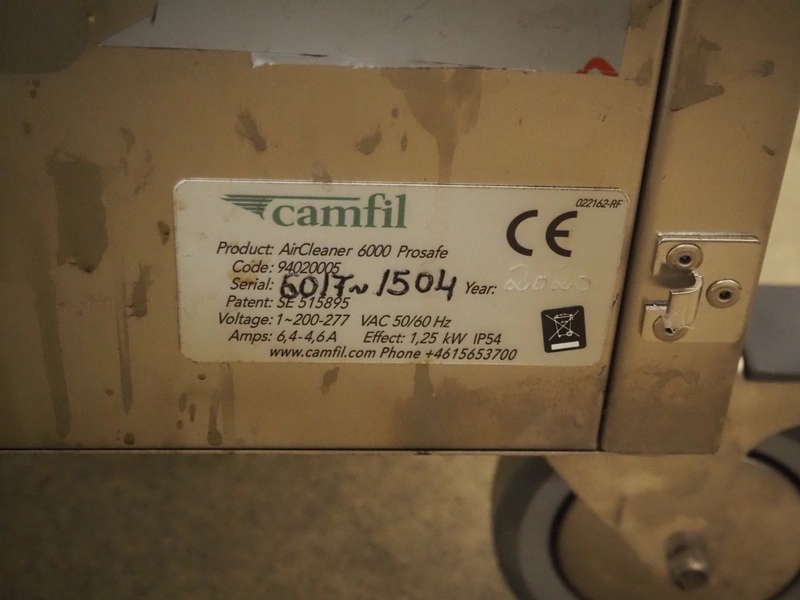 camfil
022162-RF
CE
Product: AirCleaner 6000 Prosafe
Code: 94020005
Serial: 6017~1504 Year: 2020
Patent: SE 515895
Voltage: 1~200-277 VAC 50/60 Hz
Amps: 6,4-4,6A Effect: 1,25 kW IP54
www.camfil.com Phone +4615653700